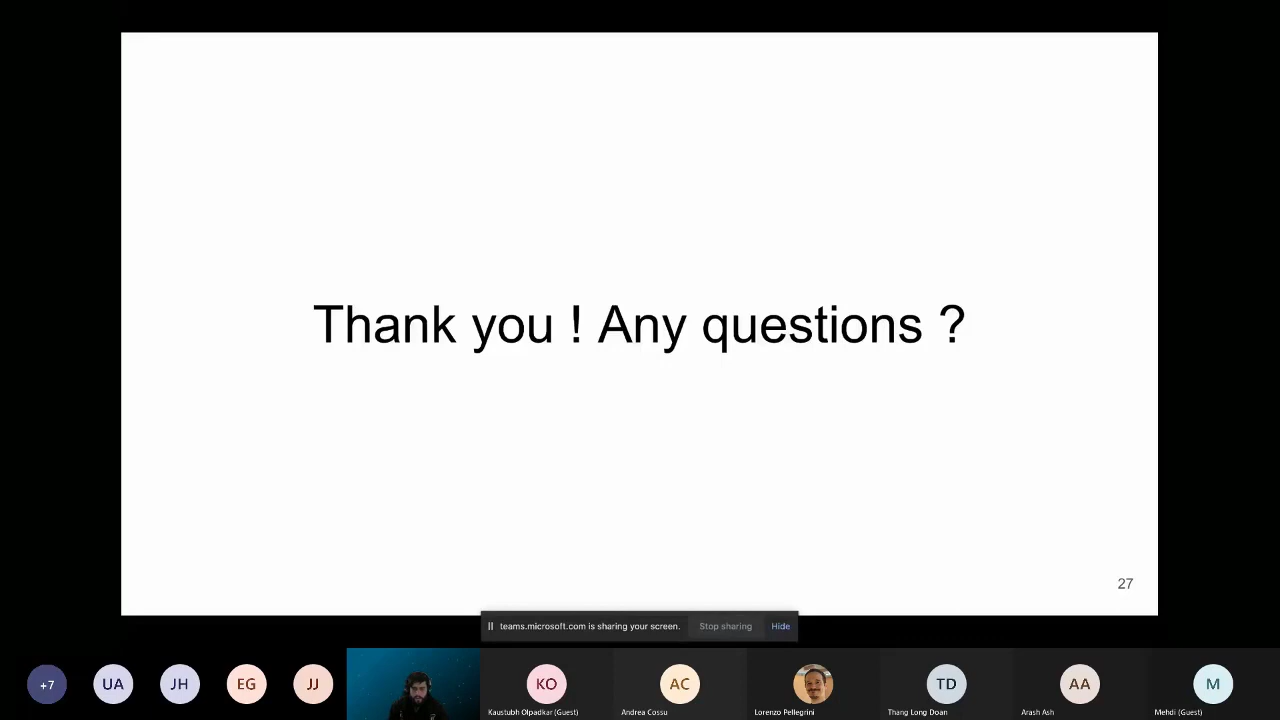 Thank you ! Any questions ?
27
teams.microsoft.com is sharing your screen. Stop sharing Hide
+7 UA JH EG JJ KO AC TD AA M
Kaustubh Olpadkar (Guest) Andrea Cossu Lorenzo Pellegrini Thang Long Doan Arash Ash Mehdi (Guest)